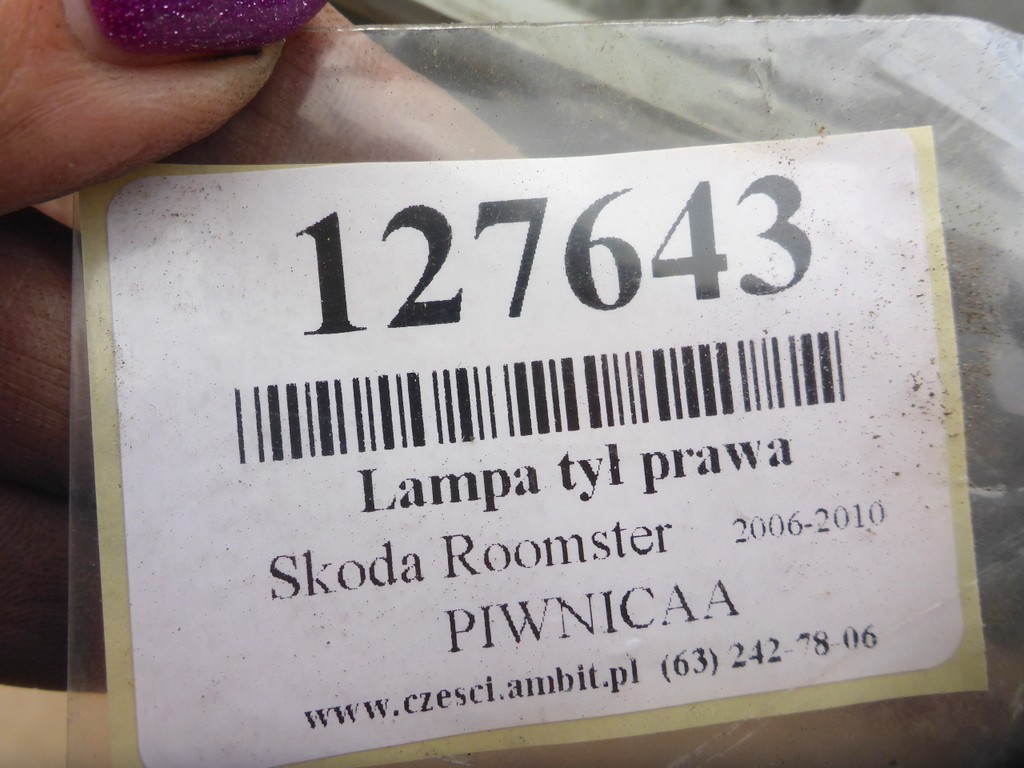 127643
Lampa tył prawa
Skoda Roomster 2006-2010
PIWNICAA
www.czesci.ambit.pl (63) 242-78-06